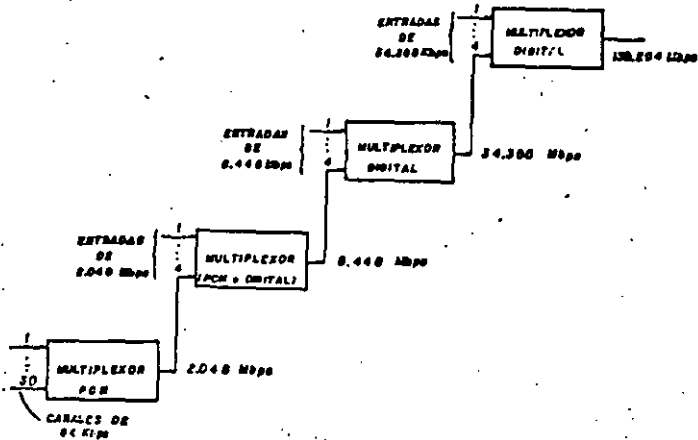 ENTRADAS
DE
34.368 Mbps
1
4
MULTIPLEXOR
DIGITAL
139.264 Mbps
ENTRADAS
DE
8.448 Mbps
1
4
MULTIPLEXOR
DIGITAL
34.368 Mbps
ENTRADAS
DE
2.048 Mbps
1
4
MULTIPLEXOR
(PCM o DIGITAL)
8.448 Mbps
1
30
MULTIPLEXOR
PCM
2.048 Mbps
CANALES DE
64 Kbps